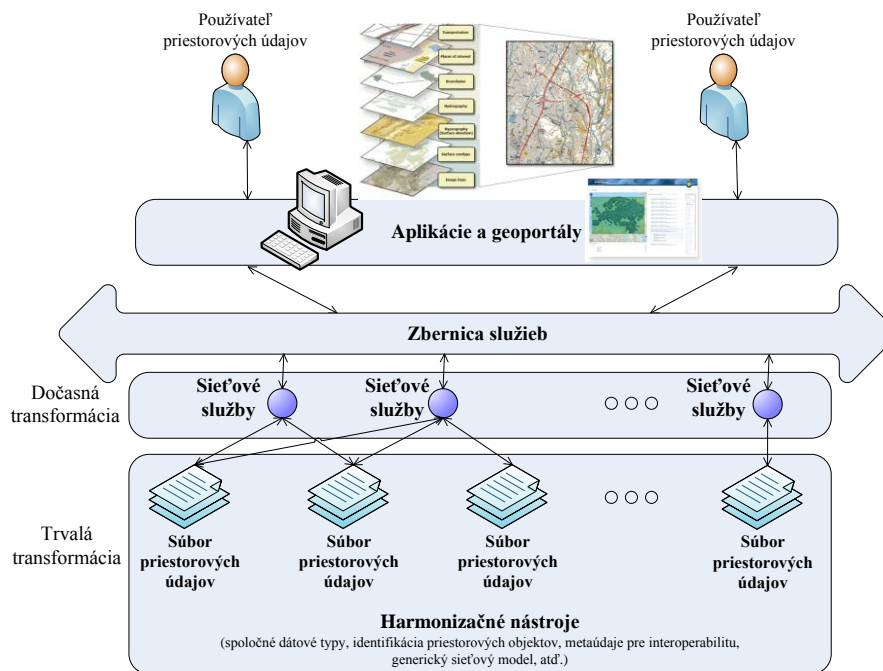 Používateľ
priestorových údajov
Používateľ
priestorových údajov
Transportation
Hydrography
Aplikácie a geoportály
Zbernica služieb
Dočasná
transformácia
Sieťové
služby
Sieťové
služby
Sieťové
služby
Trvalá
transformácia
Súbor
priestorových
údajov
Súbor
priestorových
údajov
Súbor
priestorových
údajov
Súbor
priestorových
údajov
Harmonizačné nástroje
(spoločné dátové typy, identifikácia priestorových objektov, metaúdaje pre interoperabilitu,
generický sieťový model, atď.)